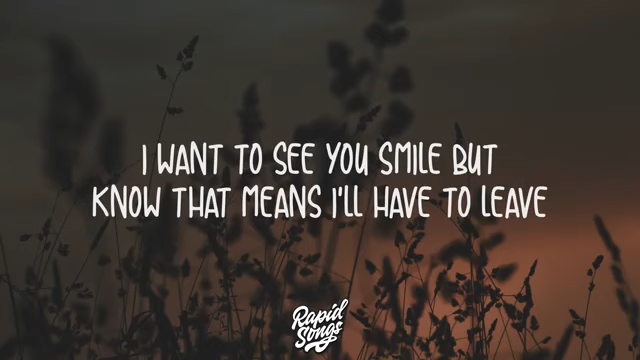 I WANT TO SEE YOU SMILE BUT
KNOW THAT MEANS I'LL HAVE TO LEAVE
Rapid
Songs